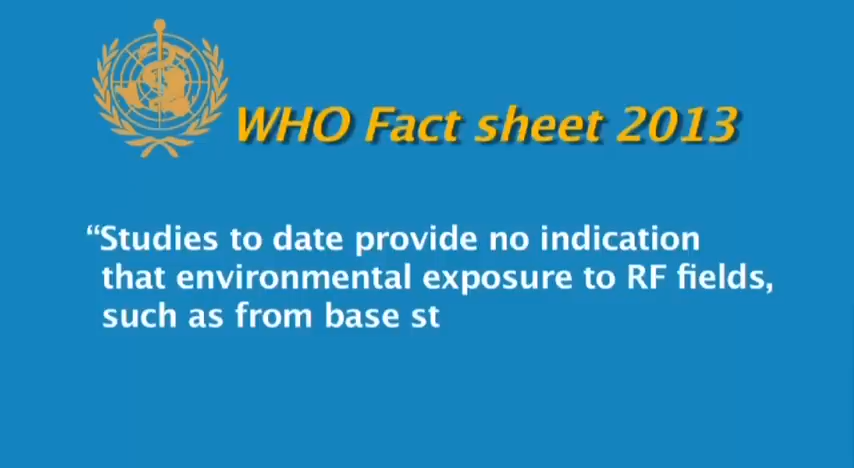 WHO Fact sheet 2013
“Studies to date provide no indication
that environmental exposure to RF fields,
such as from base st